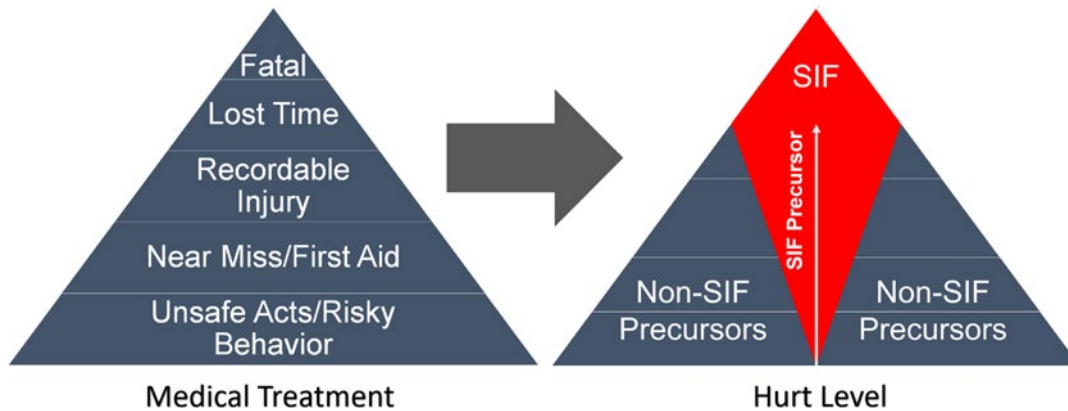 Fatal
Lost Time
Recordable
Injury
Near Miss/First Aid
Unsafe Acts/Risky
Behavior
Medical Treatment
SIF
SIF Precursor
Non-SIF
Precursors
Non-SIF
Precursors
Hurt Level